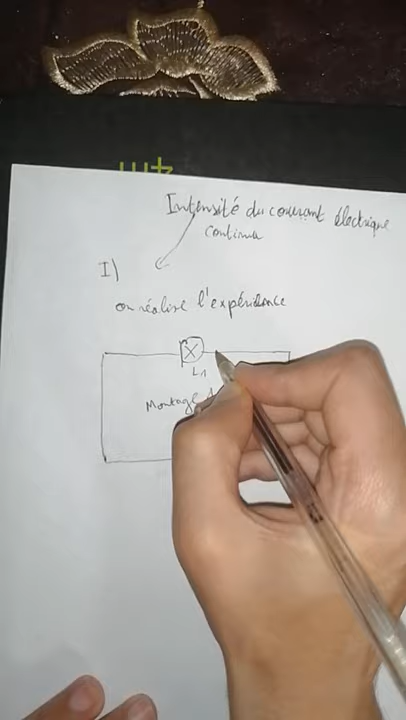 Intensité du courant électrique
continu
I)
on réalise l'expérience
L1
Montage